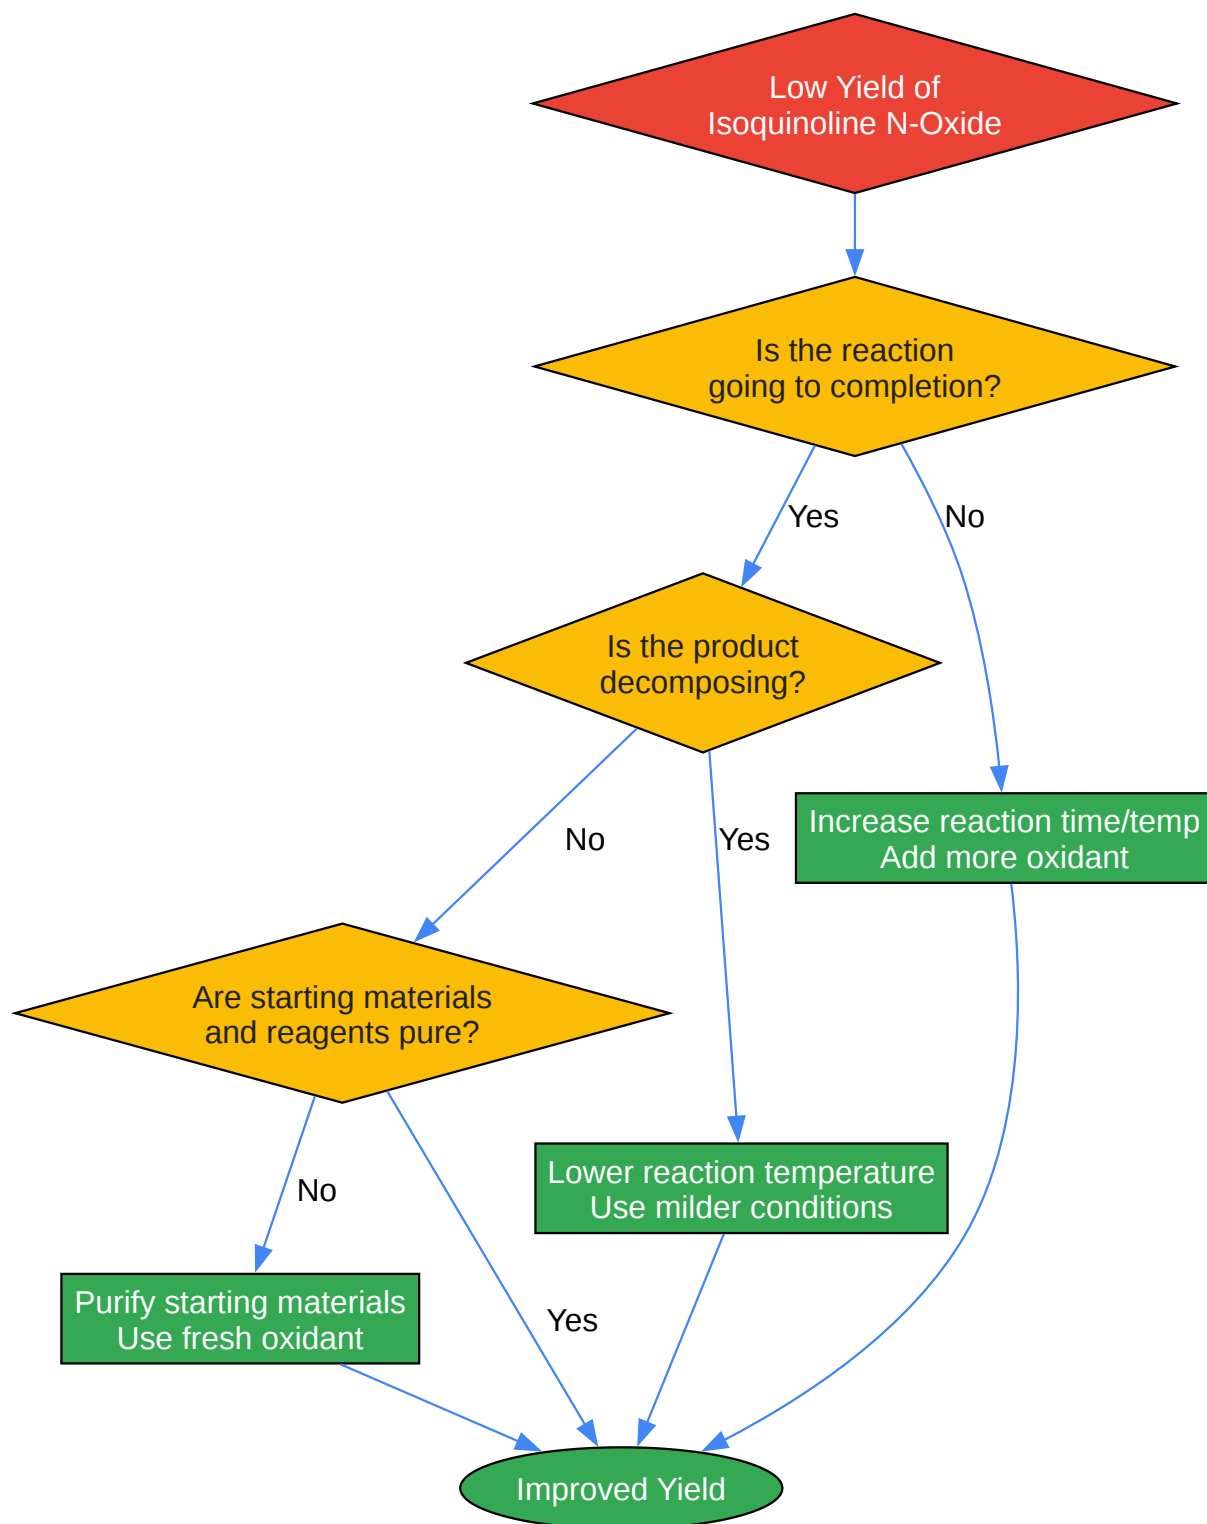 Low Yield of
Isoquinoline N-Oxide
Is the reaction
going to completion?
Yes
No
Is the product
decomposing?
Increase reaction time/temp
Add more oxidant
No
Yes
Are starting materials
and reagents pure?
Lower reaction temperature
Use milder conditions
No
Purify starting materials
Use fresh oxidant
Yes
Improved Yield